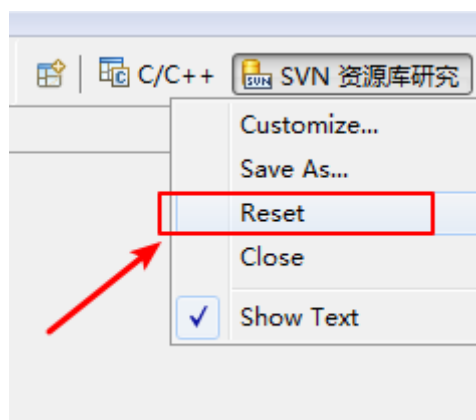 C/C++ SVN 资源库研究
Customize...
Save As...
Reset
Close
Show Text